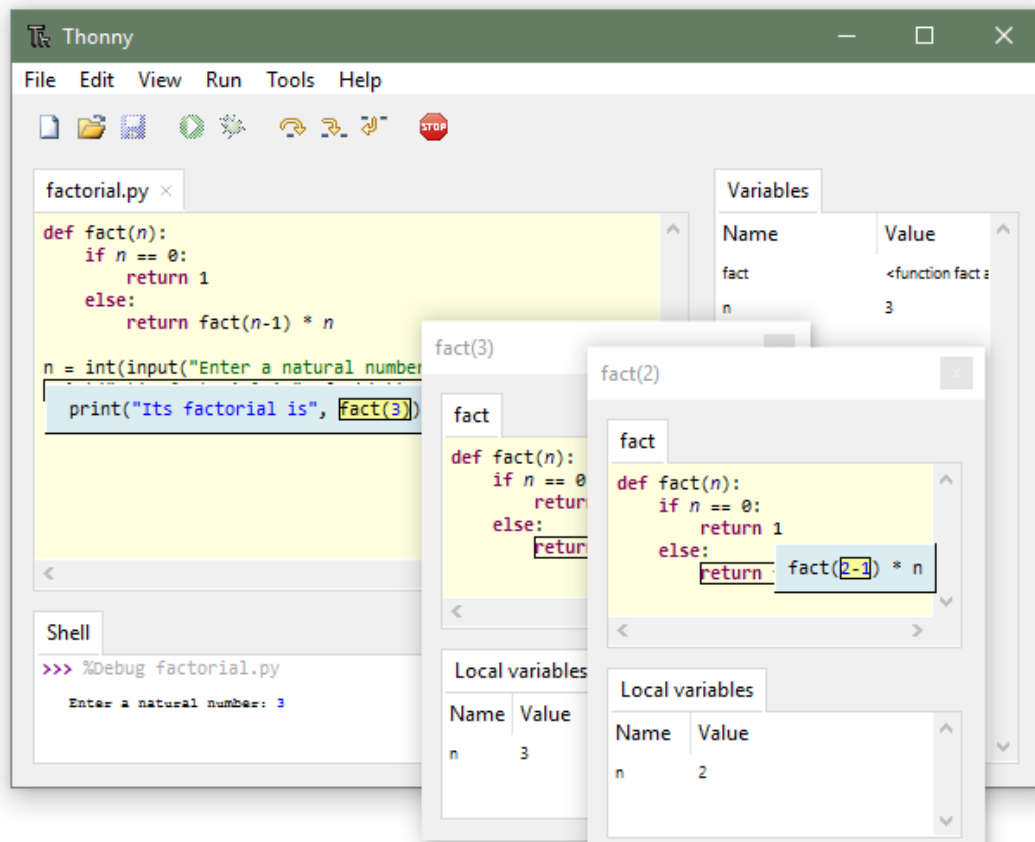 Thonny
File Edit View Run Tools Help
STOP
factorial.py
def fact(n):
if n == 0:
return 1
else:
return fact(n-1) * n
n = int(input("Enter a natural number
print("Its factorial is", fact(3))
Shell
>>> %Debug factorial.py
Enter a natural number: 3
Variables
Name Value
fact <function fact a
n 3
fact(3)
fact
def fact(n):
if n == 0
return
else:
return
Local variables
Name Value
n 3
fact(2)
x
fact
def fact(n):
if n == 0:
return 1
else:
return fact(2-1) * n
Local variables
Name Value
n 2